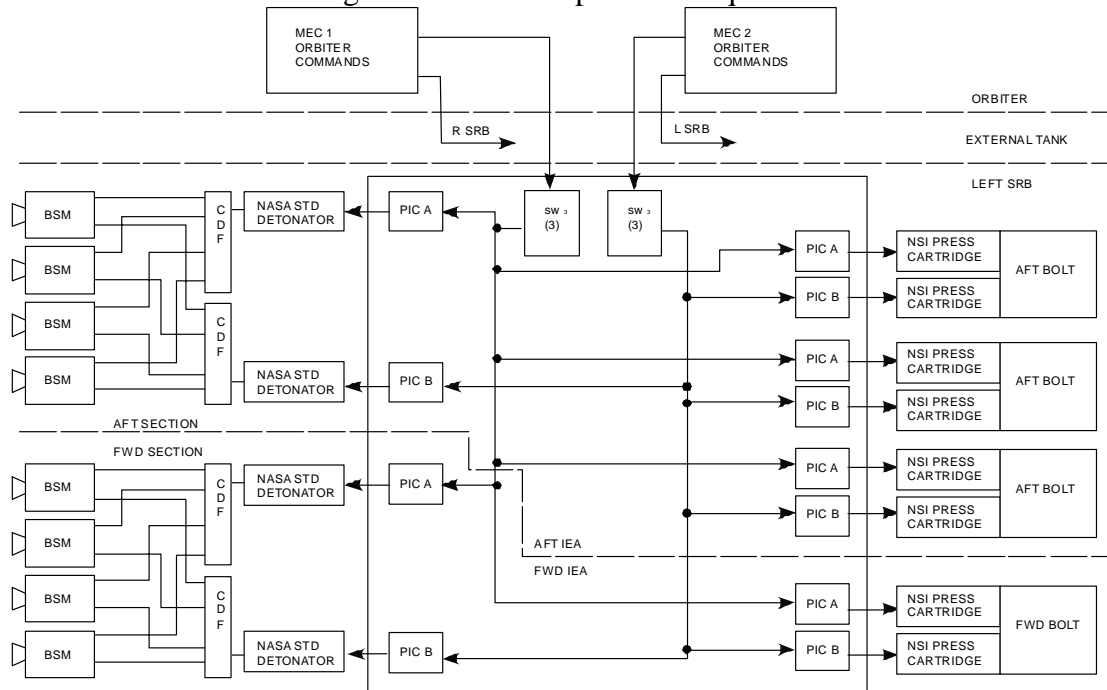 MEC 1
ORBITER
COMMANDS
MEC 2
ORBITER
COMMANDS
ORBITER
R SRB
L SRB
EXTERNAL TANK
LEFT SRB
BSM
BSM
BSM
BSM
C
D
F
C
D
F
NASA STD
DETONATOR
PIC A
SW 3
(3)
SW 3
(3)
PIC A
NSI PRESS
CARTRIDGE
AFT BOLT
PIC B
NSI PRESS
CARTRIDGE
NASA STD
DETONATOR
PIC B
PIC A
NSI PRESS
CARTRIDGE
AFT BOLT
PIC B
NSI PRESS
CARTRIDGE
AFT SECTION
FWD SECTION
BSM
BSM
BSM
BSM
C
D
F
C
D
F
NASA STD
DETONATOR
PIC A
PIC A
NSI PRESS
CARTRIDGE
AFT BOLT
PIC B
NSI PRESS
CARTRIDGE
AFT IEA
FWD IEA
NASA STD
DETONATOR
PIC B
PIC A
NSI PRESS
CARTRIDGE
FWD BOLT
PIC B
NSI PRESS
CARTRIDGE